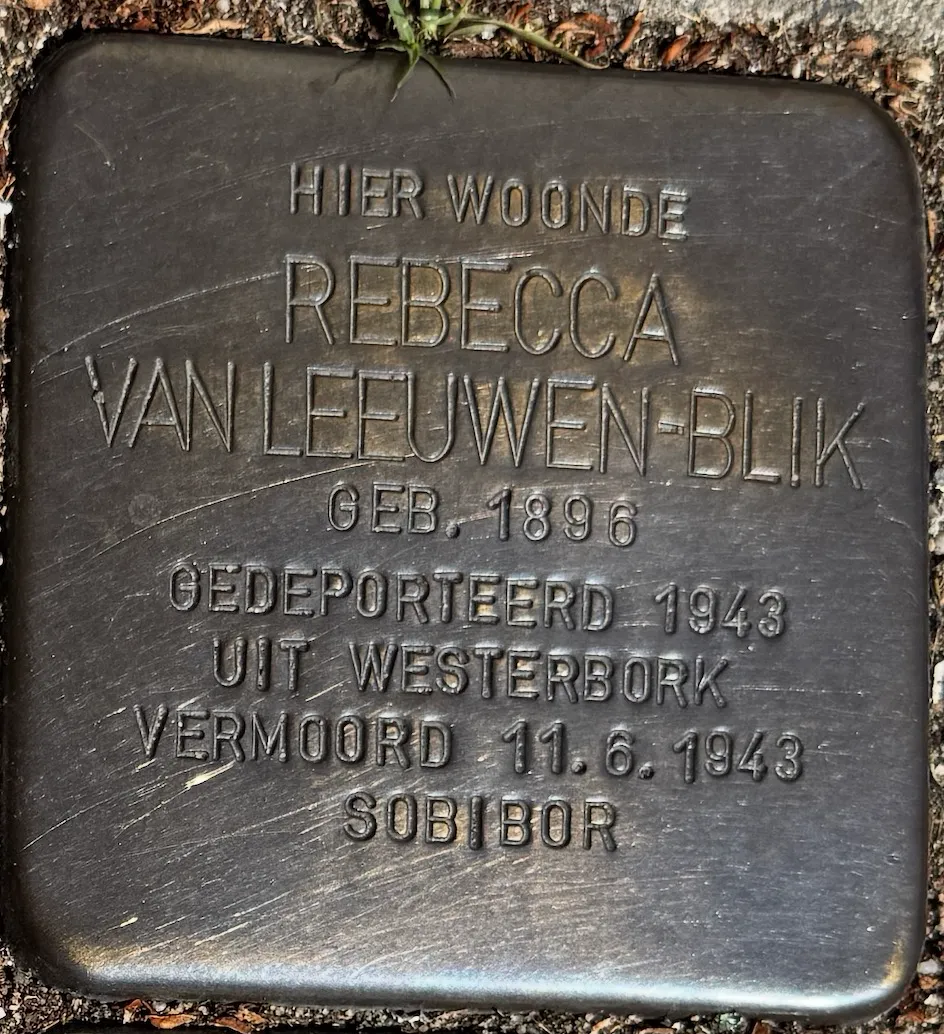 HIER WOONDE
REBECCA
VAN LEEUWEN-BLIK
GEB. 1896
GEDEPORTEERD 1943
UIT WESTERBORK
VERMOORD 11.6.1943
SOBIBOR